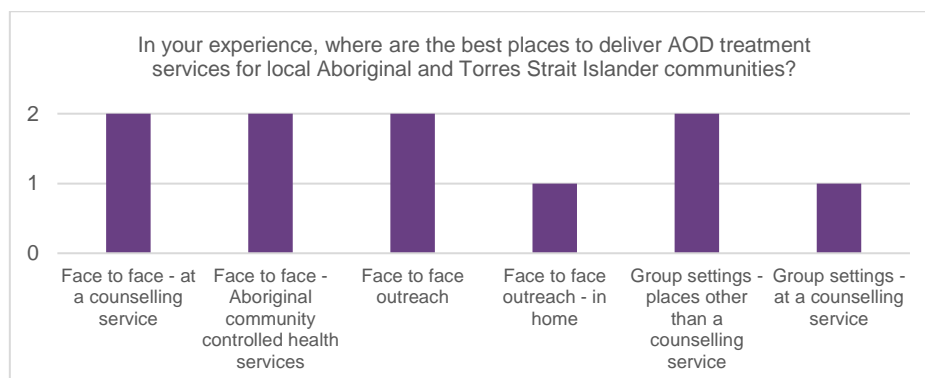 In your experience, where are the best places to deliver AOD treatment
services for local Aboriginal and Torres Strait Islander communities?
2
1
0
Face to face - at
a counselling
service
Face to face -
Aboriginal
community
controlled health
services
Face to face
outreach
Face to face
outreach - in
home
Group settings -
places other
than a
counselling
service
Group settings -
at a counselling
service